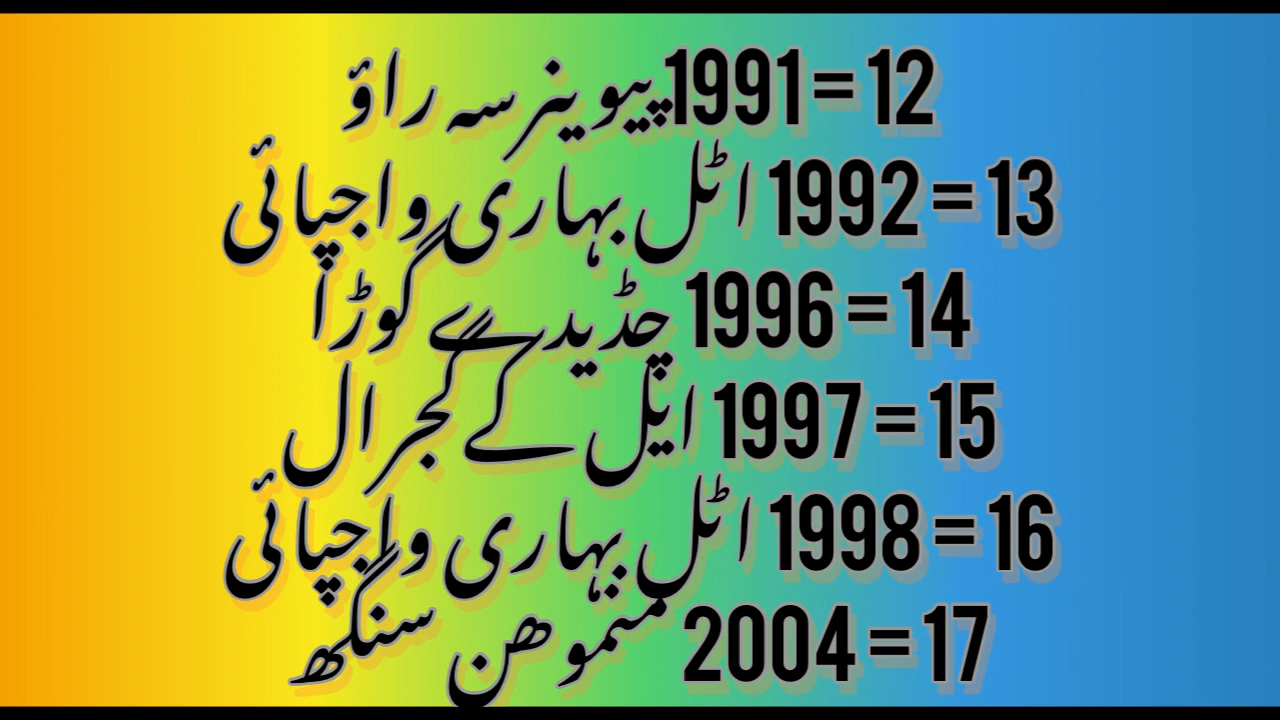 12 = 1991 پیوینرسہ راؤ
13 = 1992 اٹل بہاری واجپائی
14 = 1996 چڈیدے گوڑا
15 = 1997 ایل کے گجرال
16 = 1998 اٹل بہاری واجپائی
17 = 2004 منموھن سنگھ